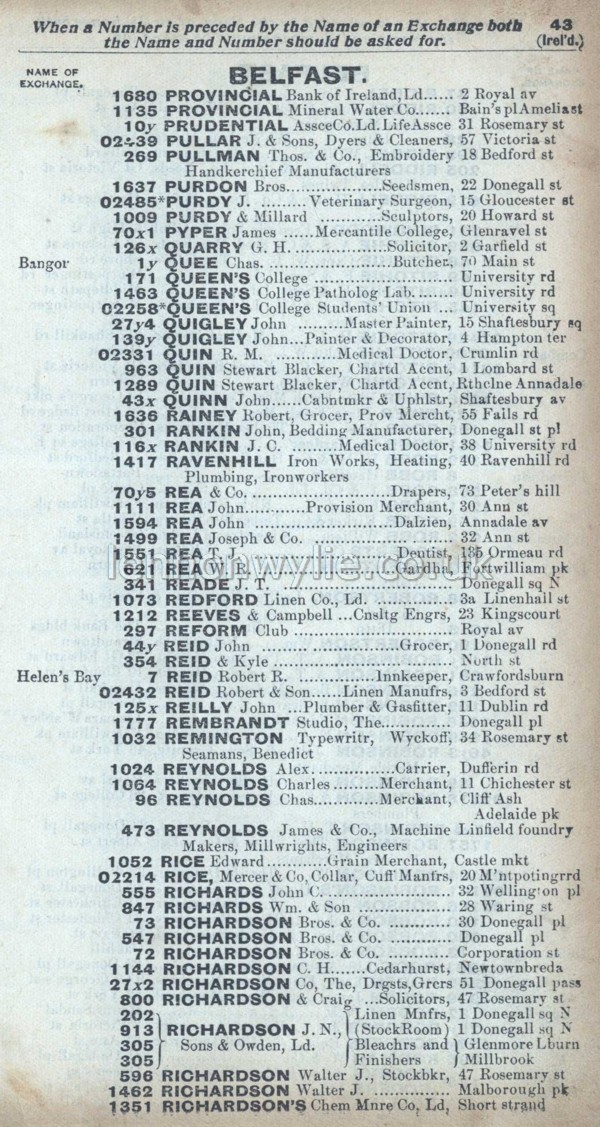 When a Number is preceded by the Name of an Exchange both 43
the Name and Number should be asked for. (Irel'd.)
NAME OF
EXCHANGE.
BELFAST.
1680 PROVINCIAL Bank of Ireland, Ld...... 2 Royal av
1135 PROVINCIAL Mineral Water Co....... Bain's pl Ameliast
10y PRUDENTIAL AssceCo. Ld. Life Assce 31 Rosemary st
02439 PULLAR J. & Sons, Dyers & Cleaners, 57 Victoria st
269 PULLMAN Thos. & Co., Embroidery 18 Bedford st
Handkerchief Manufacturers
1637 PURDON Bros..................Seedsmen, 22 Donegall st
02485*PURDY J. .........Veterinary Surgeon, 15 Gloucester st
1009 PURDY & Millard ............Sculptors, 20 Howard st
70x1 PYPER James ......Mercantile College, Glenravel st
126x QUARRY G. H. ..................Solicitor, 2 Garfield st
Bangor 1y QUEE Chas. ........................Butcher, 70 Main st
171 QUEEN'S College ........................ University rd
1463 QUEEN'S College Patholog Lab........ University rd
02258*QUEEN'S College Students' Union ... University sq
27y4 QUIGLEY John .........Master Painter, 15 Shaftesbury sq
139y QUIGLEY John...Painter & Decorator, 4 Hampton ter
02331 QUIN R. M. ............Medical Doctor, Crumlin rd
963 QUIN Stewart Blacker, Chartd Accnt, 1 Lombard st
1289 QUIN Stewart Blacker, Chartd Accnt, Rthclne Annadale
43x QUINN John......Cabntmkr & Uphlstr, Shaftesbury av
1636 RAINEY Robert, Grocer, Prov Mercht, 55 Falls rd
301 RANKIN John, Bedding Manufacturer, Donegall st pl
116x RANKIN J. C. .........Medical Doctor, 38 University rd
1417 RAVENHILL Iron Works, Heating, 40 Ravenhill rd
Plumbing, Ironworkers
70y5 REA & Co. ........................Drapers, 73 Peter's hill
1111 REA John............Provision Merchant, 30 Ann st
1594 REA John ........................Dalzien, Annadale av
1499 REA Joseph & Co. .................. 32 Ann st
1551 REA T. J. ........................Dentist, 135 Ormeau rd
621 REA W. R. ........................Gardha, Fortwilliam pk
lennonwylie.co.uk
341 READE J. T. ........................ Donegall sq N
1073 REDFORD Linen Co., Ld. ............ 3a Linenhall st
1212 REEVES & Campbell ...Cnsltg Engrs, 23 Kingscourt
297 REFORM Club ........................ Royal av
44y REID John ........................Grocer, 1 Donegall rd
354 REID & Kyle ........................ North st
Helen's Bay 7 REID Robert R. ...............Innkeeper, Crawfordsburn
02432 REID Robert & Son......Linen Manufrs, 3 Bedford st
125x REILLY John ...Plumber & Gasfitter, 11 Dublin rd
1777 REMBRANDT Studio, The............ Donegall pl
1032 REMINGTON Typewritr, Wyckoff, 34 Rosemary st
Seamans, Benedict
1024 REYNOLDS Alex. ...............Carrier, Dufferin rd
1064 REYNOLDS Charles .........Merchant, 11 Chichester st
96 REYNOLDS Chas............Merchant, Cliff Ash
Adelaide pk
473 REYNOLDS James & Co., Machine Linfield foundry
Makers, Millwrights, Engineers
1052 RICE Edward............Grain Merchant, Castle mkt
02214 RICE, Mercer & Co, Collar, Cuff Manfrs, 20 M'ntpotingrrd
555 RICHARDS John C. .................. 32 Wellington pl
847 RICHARDS Wm. & Son ............... 28 Waring st
73 RICHARDSON Bros. & Co. ............ 30 Donegall pl
547 RICHARDSON Bros. & Co. ............ Donegall pl
72 RICHARDSON Bros. & Co. ............ Corporation st
1144 RICHARDSON C. H.......Cedarhurst, Newtownbreda
27x2 RICHARDSON Co, The, Drgsts, Grcrs 51 Donegall pass
800 RICHARDSON & Craig ...Solicitors, 47 Rosemary st
202 Linen Mnfrs, 1 Donegall sq N
913 RICHARDSON J. N., (StockRoom) 1 Donegall sq N
305 Sons & Owden, Ld. Bleachrs and Glenmore Lburn
305 Finishers Millbrook
596 RICHARDSON Walter J., Stockbkr, 47 Rosemary st
1462 RICHARDSON Walter J. ............... Malborough pk
1351 RICHARDSON'S Chem Mnre Co, Ld, Short strand